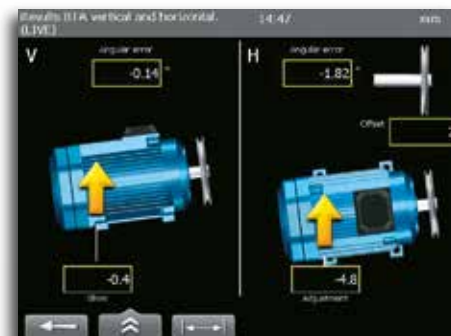 Results BTA vertical and horizontal. 14:47 mm
(LIVE)
V
Angular error
-0.14 °
-0.4
Shim
H
Angular error
-1.82 °
Offset
-4.8
Adjustment